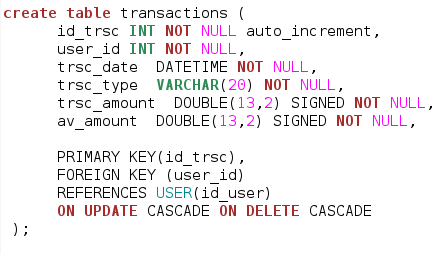 create table transactions (
id_trsc INT NOT NULL auto_increment,
user_id INT NOT NULL,
trsc_date DATETIME NOT NULL,
trsc_type VARCHAR(20) NOT NULL,
trsc_amount DOUBLE(13,2) SIGNED NOT NULL,
av_amount DOUBLE(13,2) SIGNED NOT NULL,
PRIMARY KEY(id_trsc),
FOREIGN KEY (user_id)
REFERENCES USER(id_user)
ON UPDATE CASCADE ON DELETE CASCADE
);